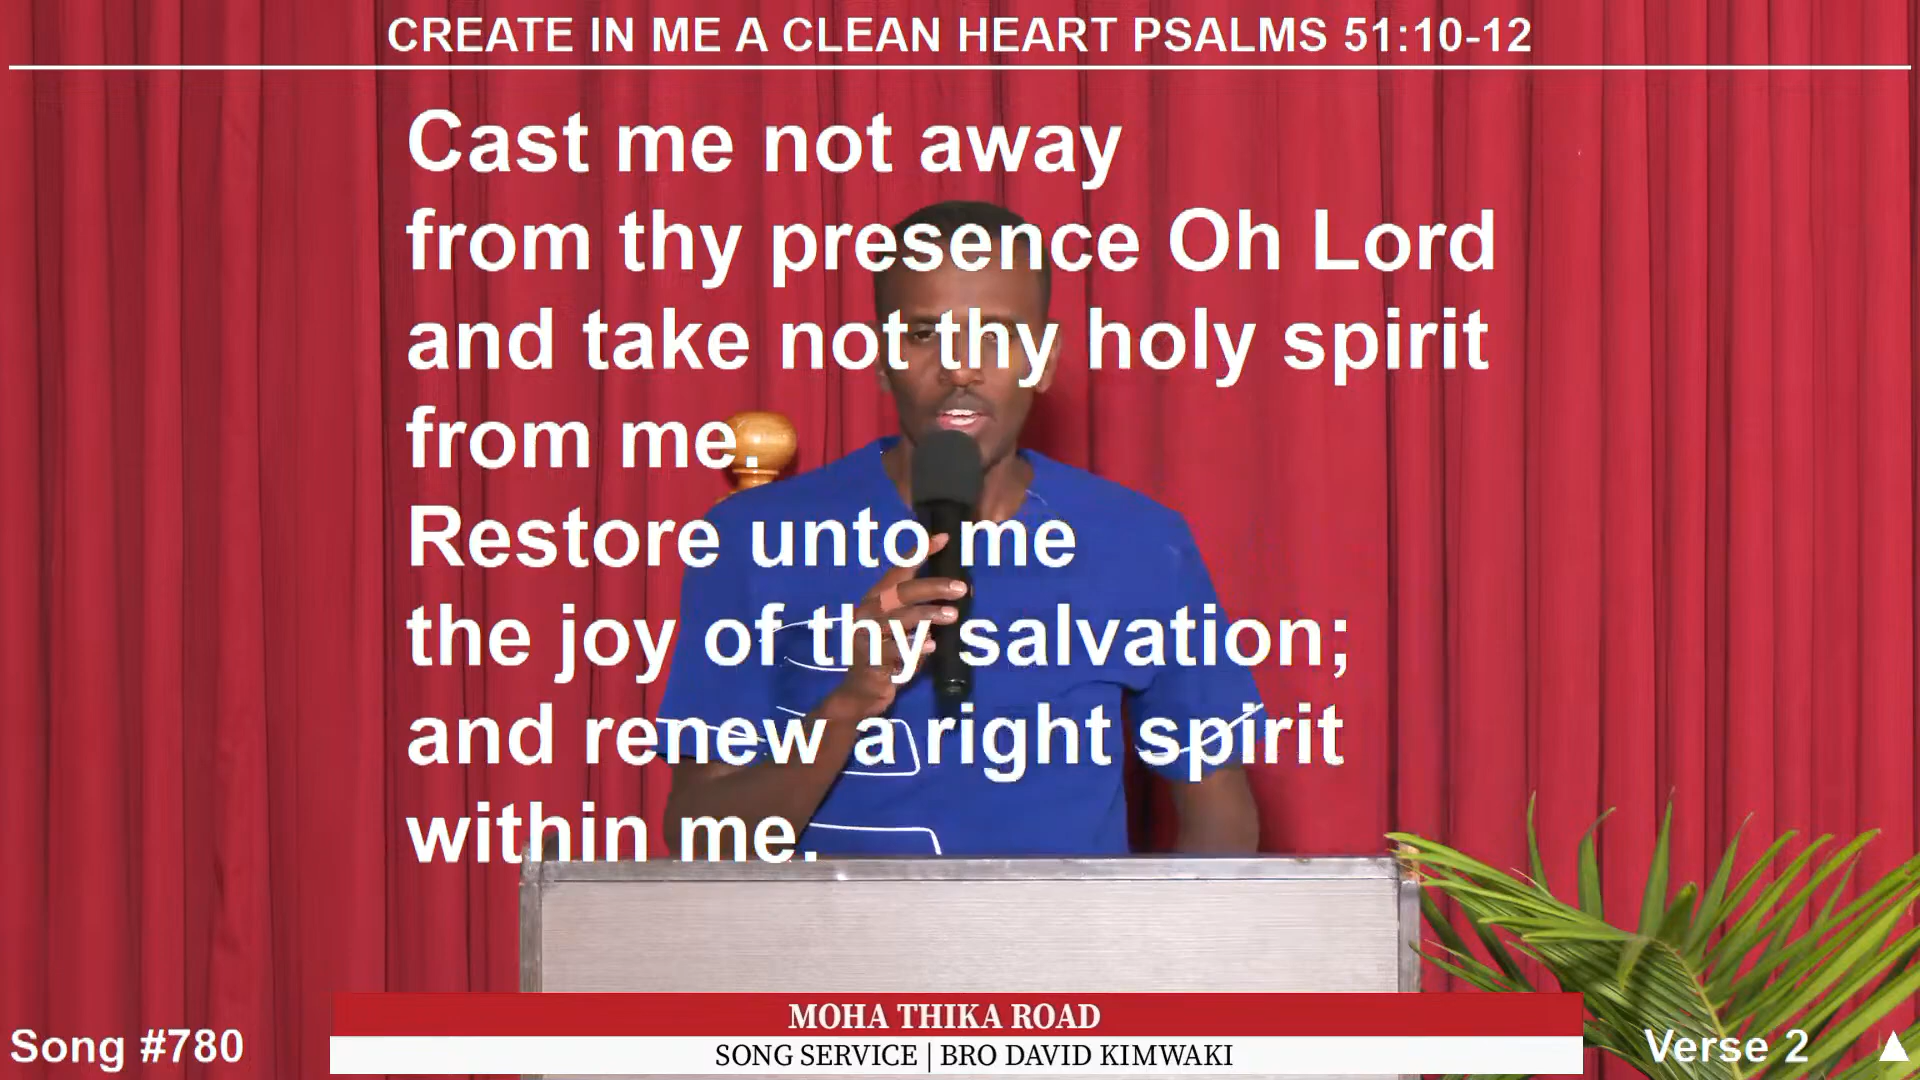 CREATE IN ME A CLEAN HEART PSALMS 51:10-12
Cast me not away
from thy presence Oh Lord
and take not thy holy spirit
from me.
Restore unto me
the joy of thy salvation;
and renew a right spirit
within me.
MOHA THIKA ROAD
SONG SERVICE | BRO DAVID KIMWAKI
Song #780
Verse 2